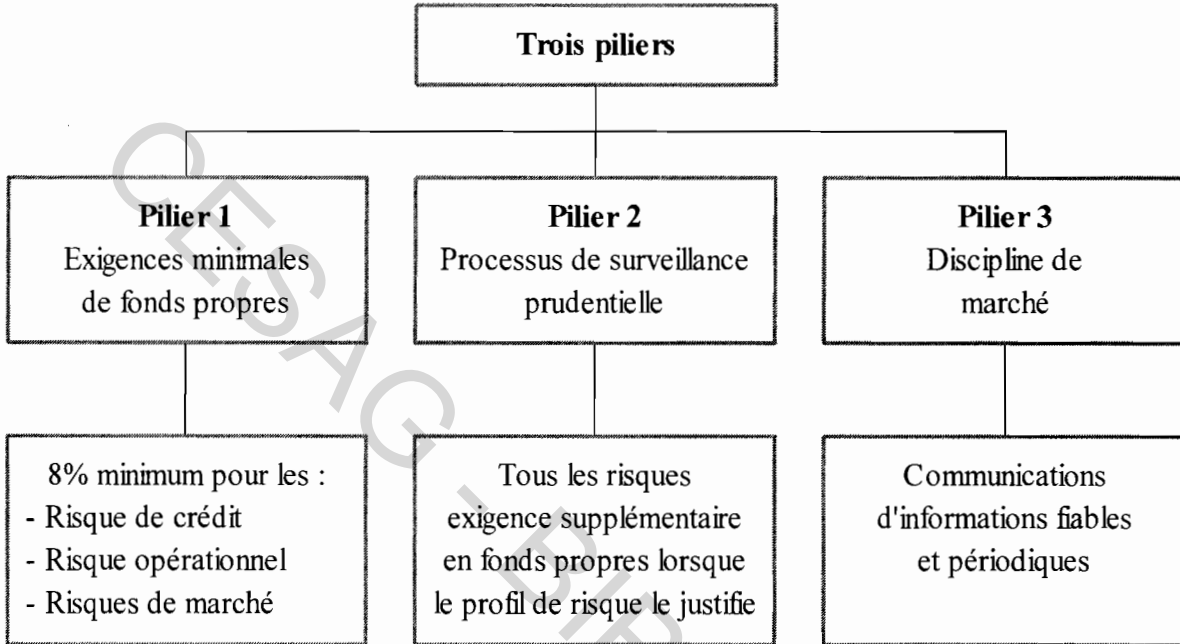 Trois piliers
Pilier 1
Exigences minimales
de fonds propres
Pilier 2
Processus de surveillance
prudentielle
Pilier 3
Discipline de
marché
8% minimum pour les :
- Risque de crédit
- Risque opérationnel
- Risques de marché
Tous les risques
exigence supplémentaire
en fonds propres lorsque
le profil de risque le justifie
Communications
d'informations fiables
et périodiques
CESAG - BIB